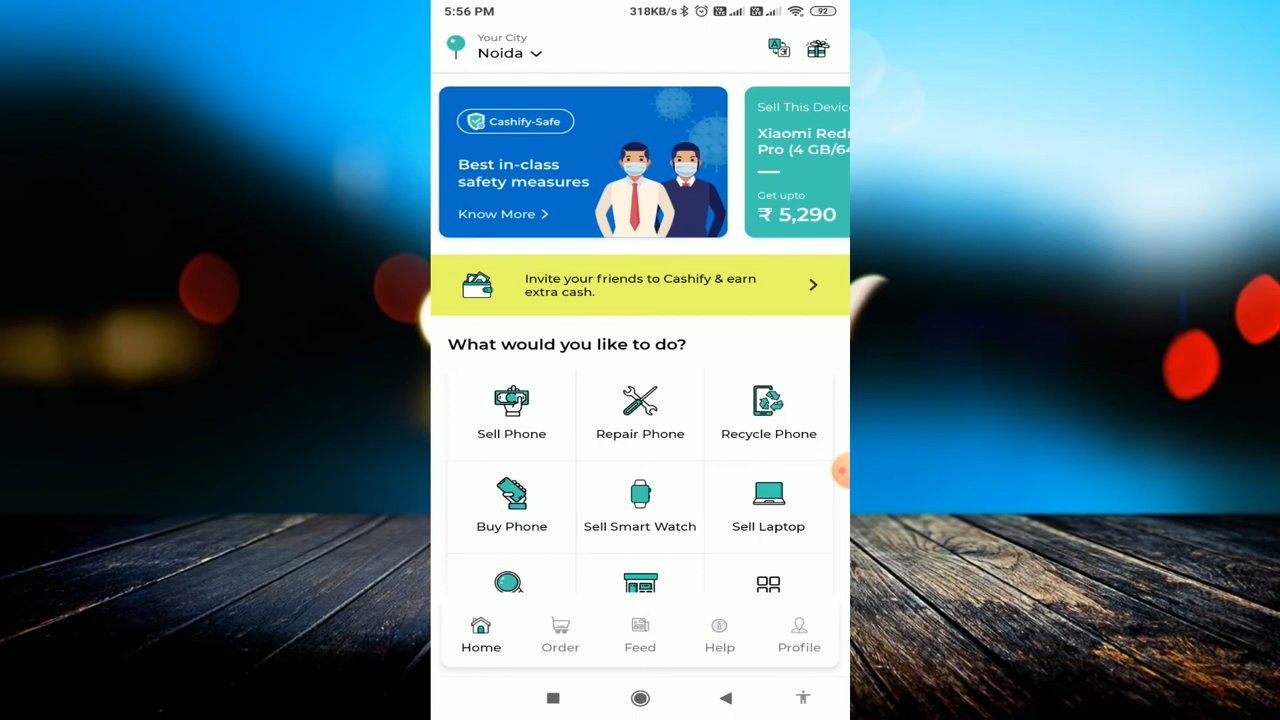 5:56 PM
318KB/s
92
Your City
Noida
Cashify-Safe
Best in-class
safety measures
Know More >
Sell This Devic
Xiaomi Redr
Pro (4 GB/64
Get upto
₹ 5,290
Invite your friends to Cashify & earn
extra cash.
What would you like to do?
Sell Phone
Repair Phone
Recycle Phone
Buy Phone
Sell Smart Watch
Sell Laptop
Home
Order
Feed
Help
Profile